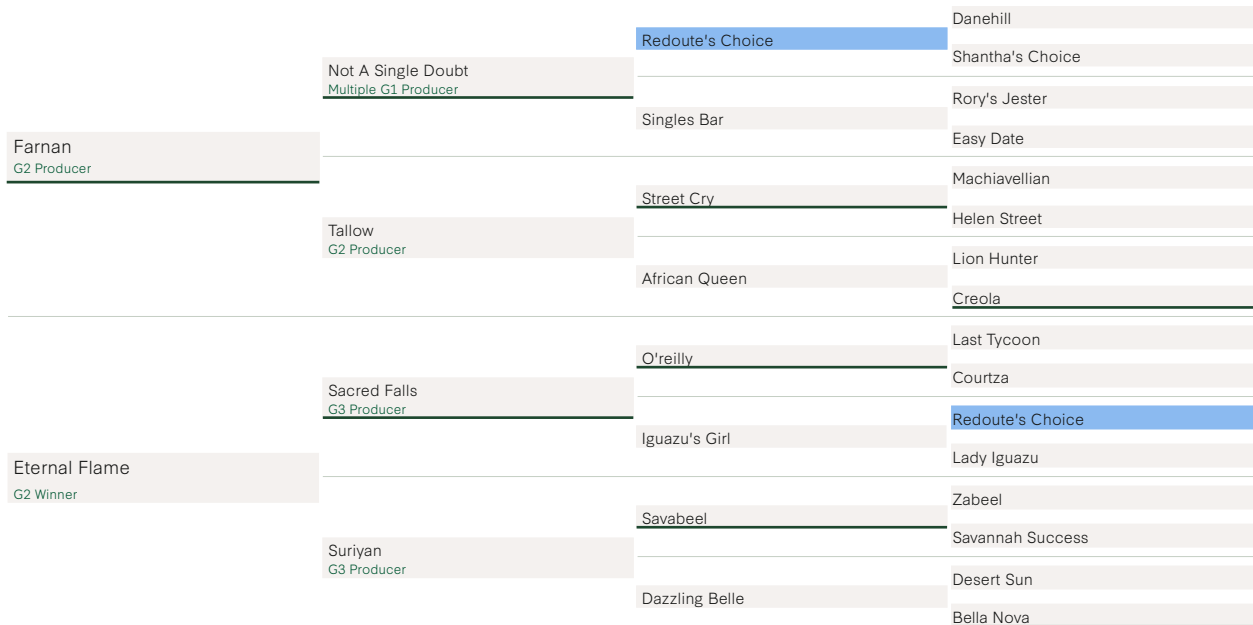 Farnan
G2 Producer
Eternal Flame
G2 Winner
Not A Single Doubt
Multiple G1 Producer
Tallow
G2 Producer
Sacred Falls
G3 Producer
Suriyan
G3 Producer
Redoute's Choice
Singles Bar
Street Cry
African Queen
O'reilly
Iguazu's Girl
Savabeel
Dazzling Belle
Danehill
Shantha's Choice
Rory's Jester
Easy Date
Machiavellian
Helen Street
Lion Hunter
Creola
Last Tycoon
Courtza
Redoute's Choice
Lady Iguazu
Zabeel
Savannah Success
Desert Sun
Bella Nova